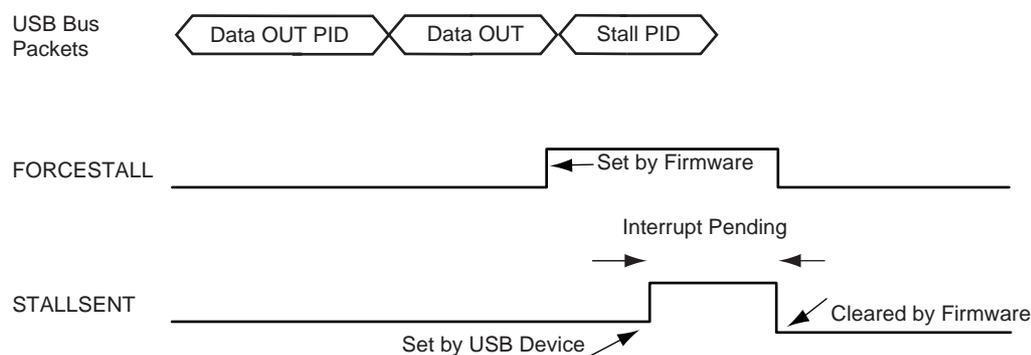 USB Bus
Packets
Data OUT PID
Data OUT
Stall PID
FORCESTALL
Set by Firmware
Interrupt Pending
STALLSENT
Cleared by Firmware
Set by USB Device